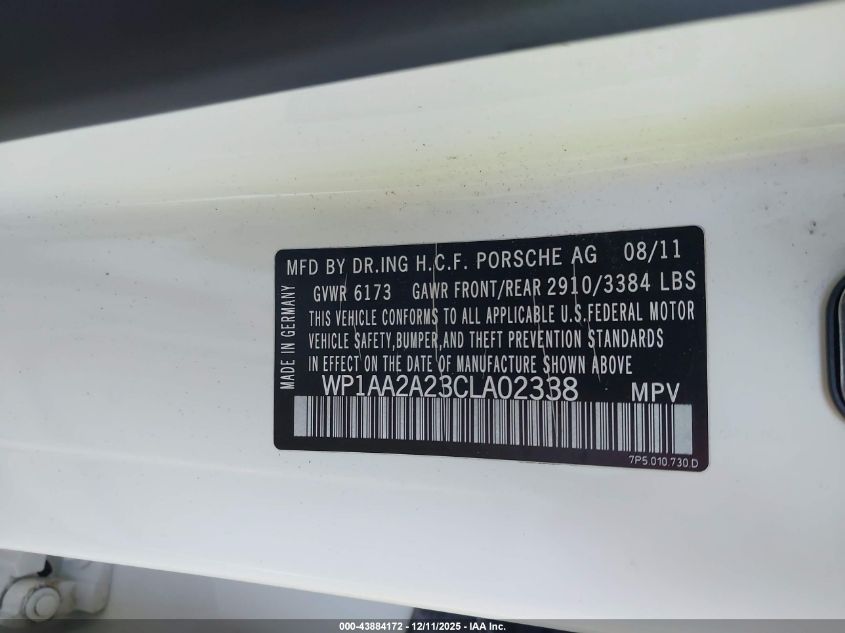 MFD BY DR.ING H.C.F. PORSCHE AG 08/11
GVWR 6173 GAWR FRONT/REAR 2910/3384 LBS
THIS VEHICLE CONFORMS TO ALL APPLICABLE U.S.FEDERAL MOTOR
VEHICLE SAFETY,BUMPER,AND THEFT PREVENTION STANDARDS
IN EFFECT ON THE DATE OF MANUFACTURE SHOWN ABOVE
MADE IN GERMANY
WP1AA2A23CLA02338 MPV
7P5.010.730.D
000-43884172 - 12/11/2025 - IAA Inc.